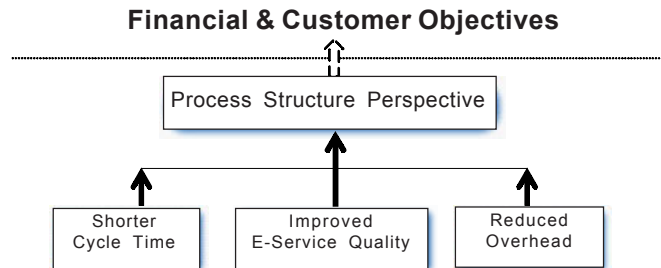 Financial & Customer Objectives
Process Structure Perspective
Shorter
Cycle Time
Improved
E-Service Quality
Reduced
Overhead